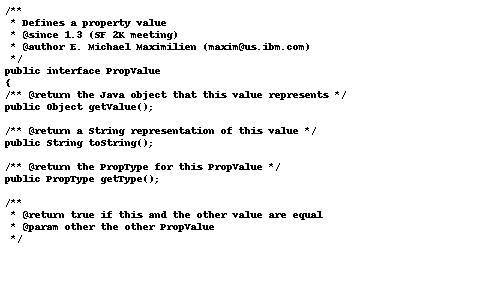 /**
 * Defines a property value
 * @since 1.3 (SF 2K meeting)
 * @author E. Michael Maximilien (maxim@us.ibm.com)
 */
public interface PropValue
{
/** @return the Java object that this value represents */
public Object getValue();

/** @return a String representation of this value */
public String toString();

/** @return the PropType for this PropValue */
public PropType getType();

/**
 * @return true if this and the other value are equal
 * @param other the other PropValue
 */